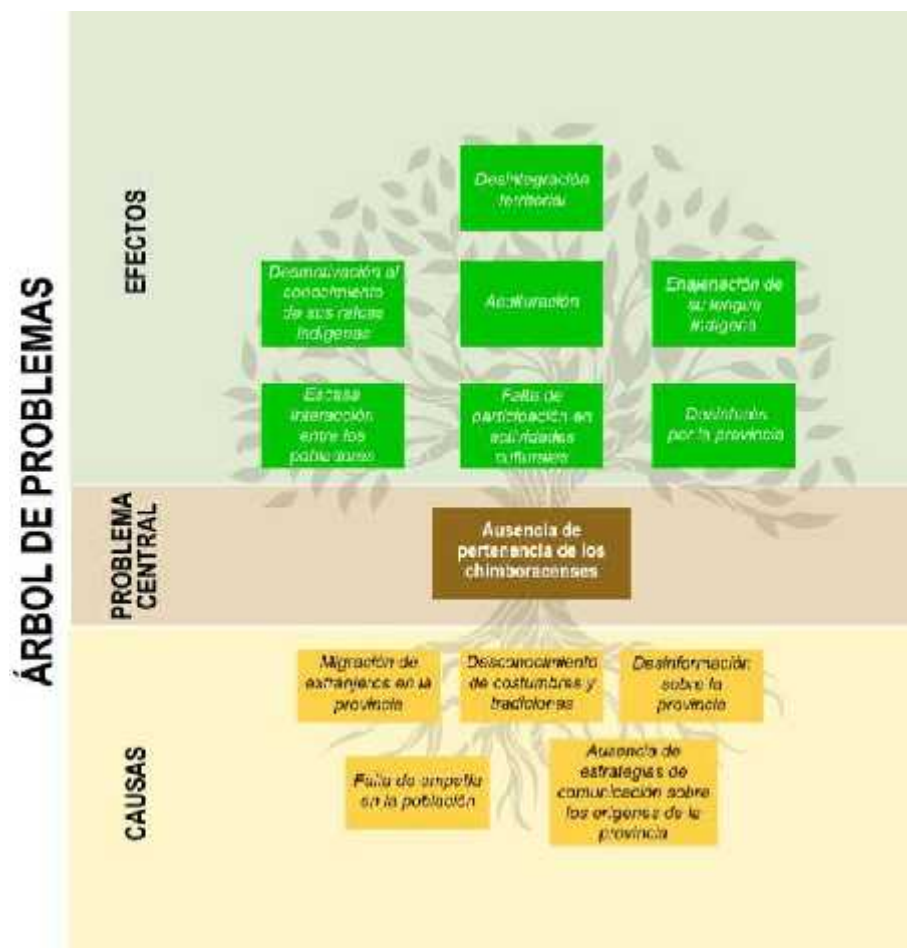 ÁRBOL DE PROBLEMAS
EFECTOS
Desintegración
territorial
Desmotivación al
conocimiento
de sus raíces
indígenas
Aculturación
Enajenación de
su lengua
indígena
Escasa
interacción
entre los
pobladores
Falta de
participación en
actividades
culturales
Desinterés
por la provincia
PROBLEMA
CENTRAL
Ausencia de
pertenancia de los
chimboracenses
CAUSAS
Migración de
extranjeros en la
provincia
Desconocimiento
de costumbres y
tradiciones
Desinformación
sobre la
provincia
Falta de empatía
en la población
Ausencia de
estrategias de
comunicación sobre
los orígenes de la
provincia